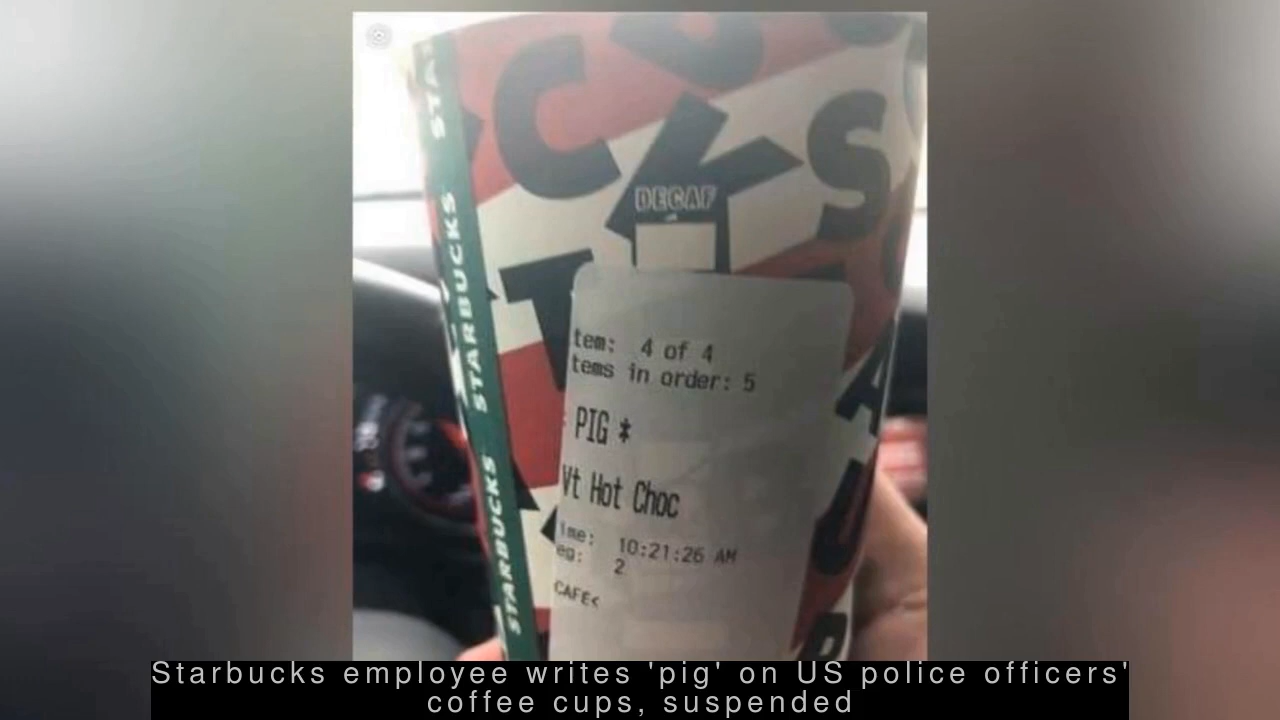 STARBUCKS
STARBUCKS
STA
C
K
S
DECAF
tem: 4 of 4
tems in order: 5
PIG *
Vt Hot Choc
ime: 10:21:26 AM
eg: 2
CAFE<
Starbucks employee writes 'pig' on US police officers'
coffee cups, suspended